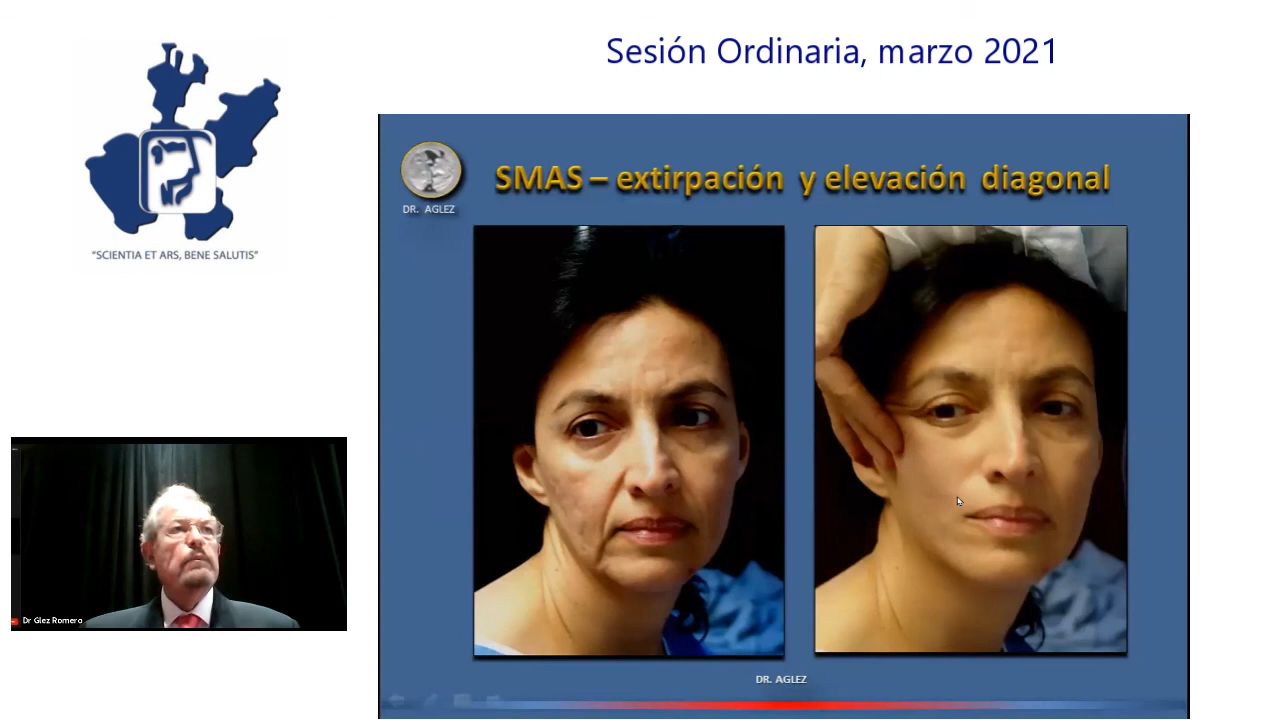 Sesión Ordinaria, marzo 2021
"SCIENTIA ET ARS, BENE SALUTIS"
SMAS – extirpación y elevación diagonal
DR. AGLEZ
DR. AGLEZ
Dr Glez Romero